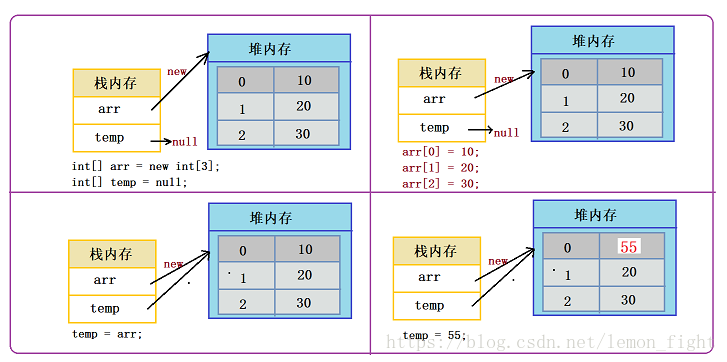 堆内存
栈内存
new
0 10
arr
1 20
temp
null
2 30
int[] arr = new int[3];
int[] temp = null;
堆内存
栈内存
new
0 10
arr
1 20
temp
null
2 30
arr[0] = 10;
arr[1] = 20;
arr[2] = 30;
堆内存
栈内存
new
0 10
arr
1 20
temp
2 30
temp = arr;
堆内存
栈内存
new
0 55
arr
1 20
temp
2 30
temp = 55;
https://blog.csdn.net/lemon_fight